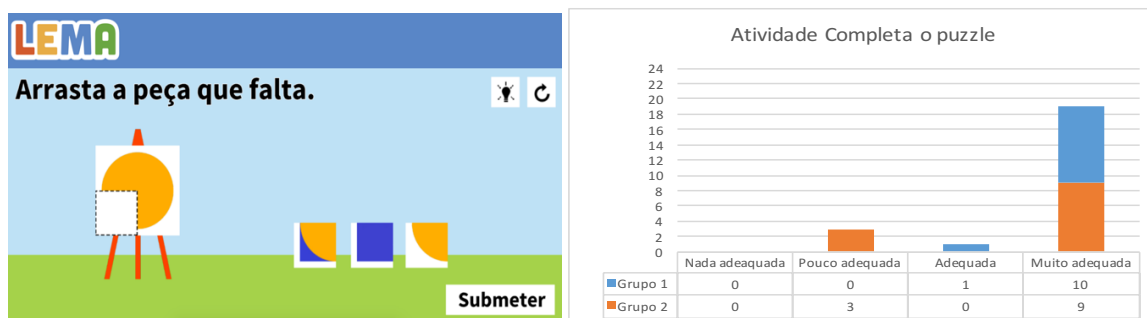 LEMA
Arrasta a peça que falta.
Submeter
Atividade Completa o puzzle
24
22
20
18
16
14
12
10
8
6
4
2
0
Nada adeaquada Pouco adequada Adequada Muito adequada
Grupo 1 0 0 1 10
Grupo 2 0 3 0 9